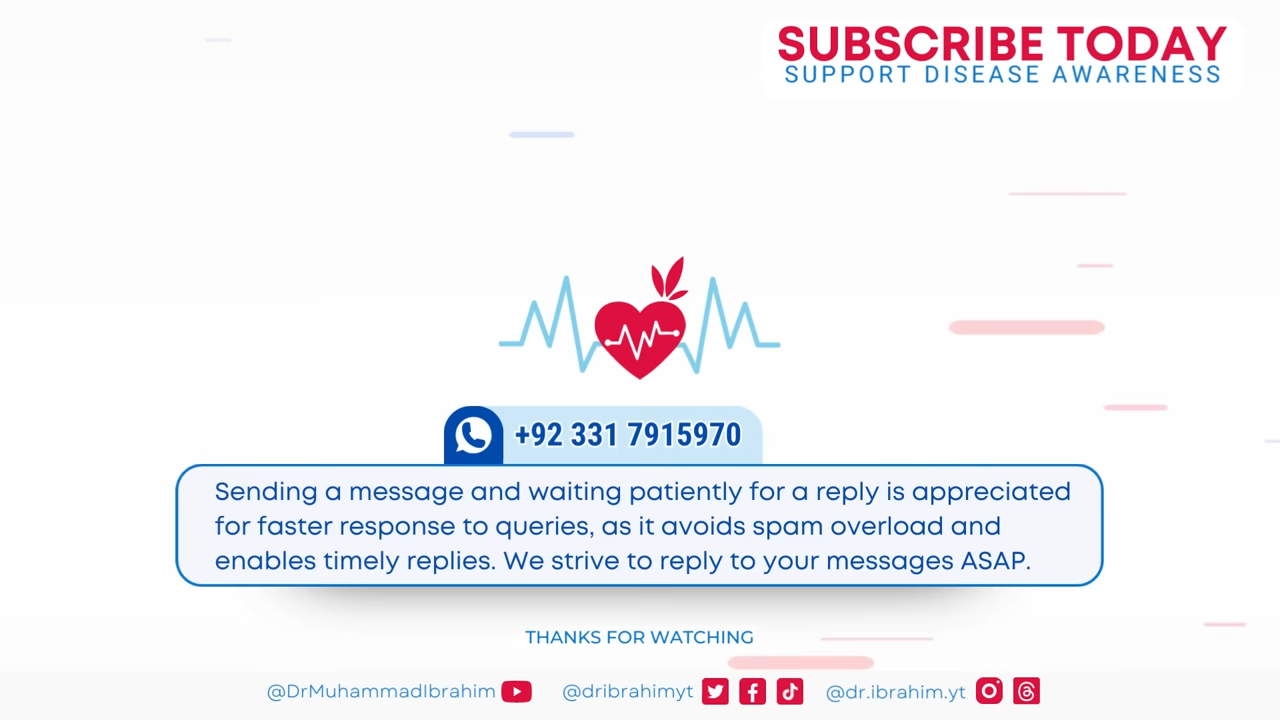 SUBSCRIBE TODAY
SUPPORT DISEASE AWARENESS
+92 331 7915970
Sending a message and waiting patiently for a reply is appreciated
for faster response to queries, as it avoids spam overload and
enables timely replies. We strive to reply to your messages ASAP.
THANKS FOR WATCHING
@DrMuhammadIbrahim @dribrahimyt @dr.ibrahim.yt